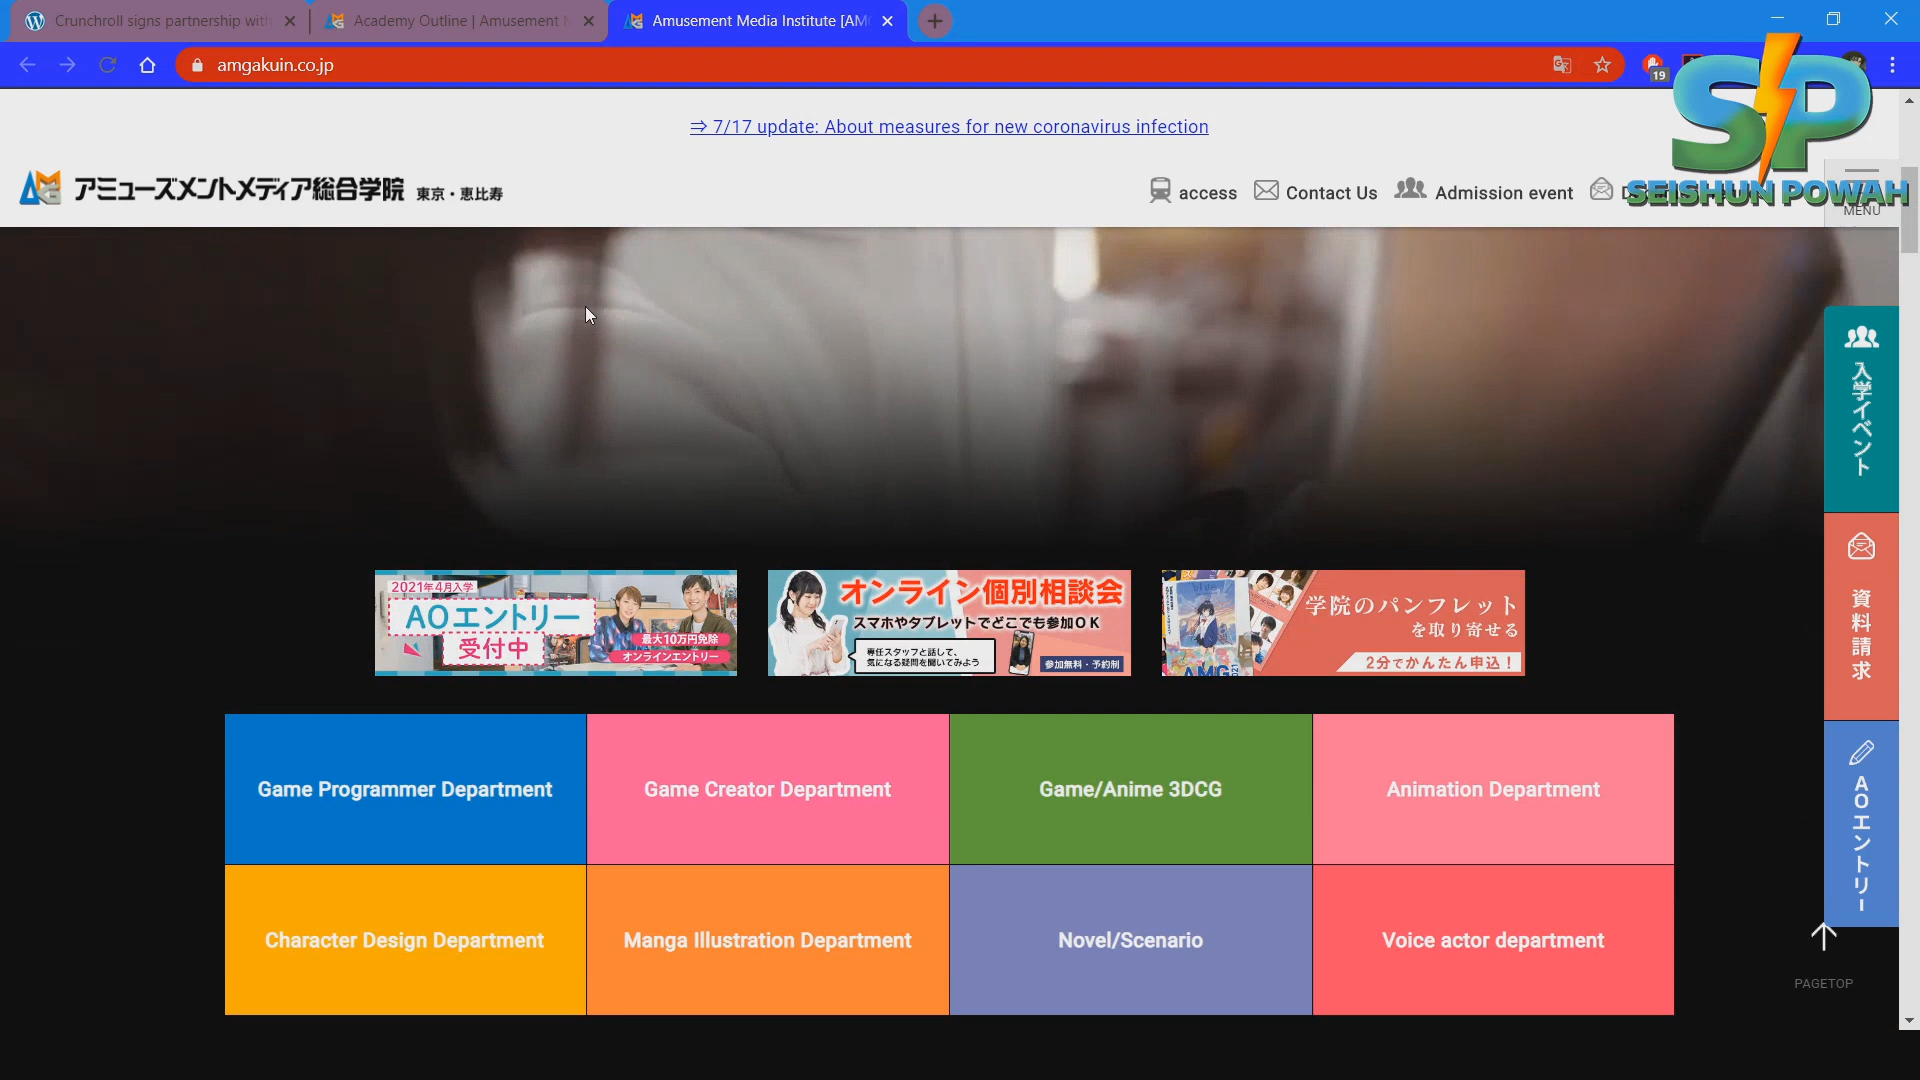 Crunchroll signs partnership with
Academy Outline | Amusement
Amusement Media Institute [AM
amgakuin.co.jp
19
SP
SEISHUN POWAH
⇒ 7/17 update: About measures for new coronavirus infection
アミューズメントメディア総合学院 東京・恵比寿
access
Contact Us
Admission event
MENU
入学イベント
資料請求
AOエントリー
2021年4月入学
AOエントリー
受付中
最大10万円免除
オンラインエントリー
オンライン個別相談会
スマホやタブレットでどこでも参加OK
専任スタッフと話して、
気になる疑問を聞いてみよう
参加無料・予約制
学院のパンフレット
を取り寄せる
2分でかんたん申込！
AMG
Game Programmer Department
Game Creator Department
Game/Anime 3DCG
Animation Department
Character Design Department
Manga Illustration Department
Novel/Scenario
Voice actor department
PAGETOP